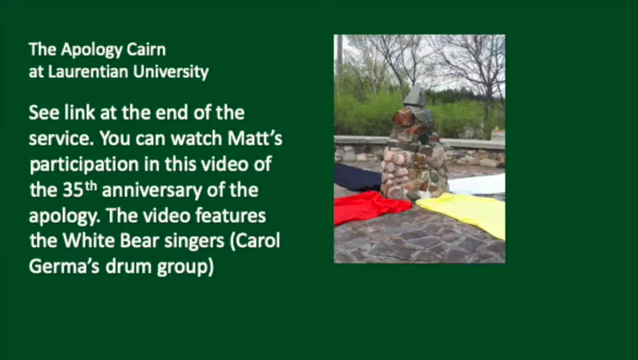 The Apology Cairn
at Laurentian University
See link at the end of the
service. You can watch Matt's
participation in this video of
the 35th anniversary of the
apology. The video features
the White Bear singers (Carol
Germa's drum group)